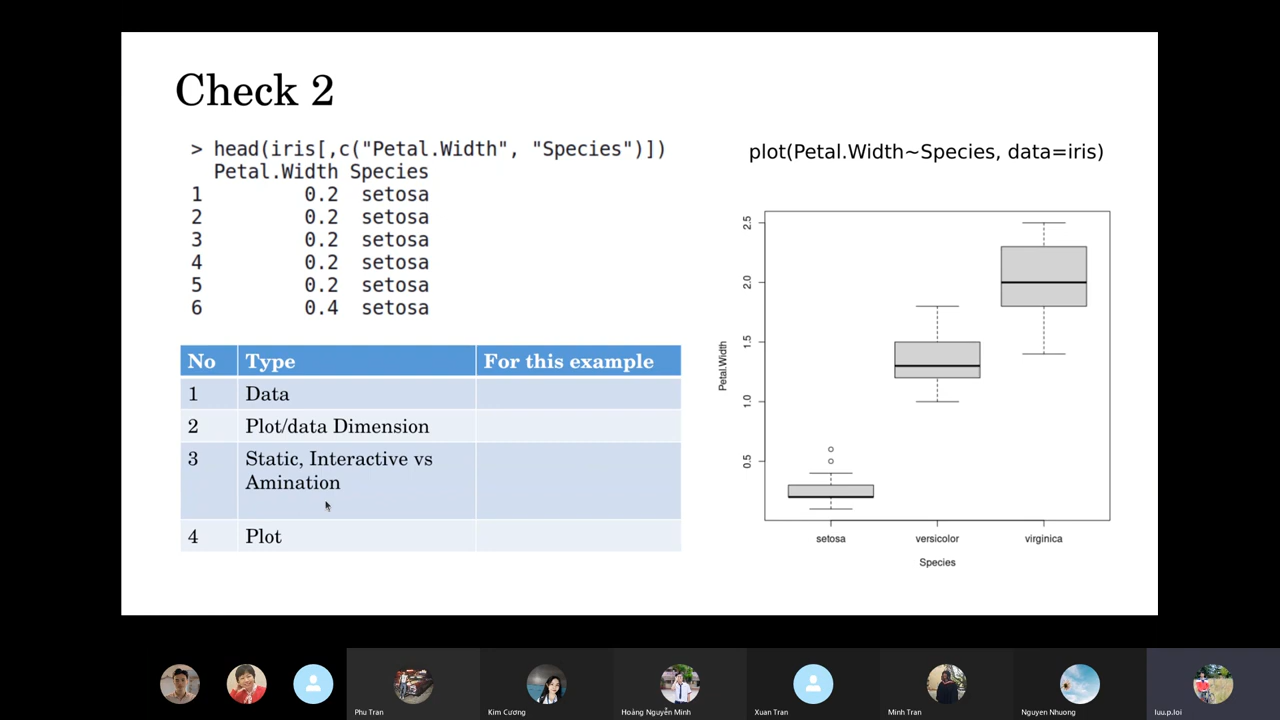 Check 2
> head(iris[,c("Petal.Width", "Species")])
Petal.Width Species
1 0.2 setosa
2 0.2 setosa
3 0.2 setosa
4 0.2 setosa
5 0.2 setosa
6 0.4 setosa
No Type For this example
1 Data
2 Plot/data Dimension
3 Static, Interactive vs
Amination
4 Plot
plot(Petal.Width~Species, data=iris)
Petal.Width
2.5
2.0
1.5
1.0
0.5
setosa versicolor virginica
Species
Phu Tran Kim Cương Hoàng Nguyễn Minh Xuan Tran Minh Tran Nguyen Nhuong luu.p.loi